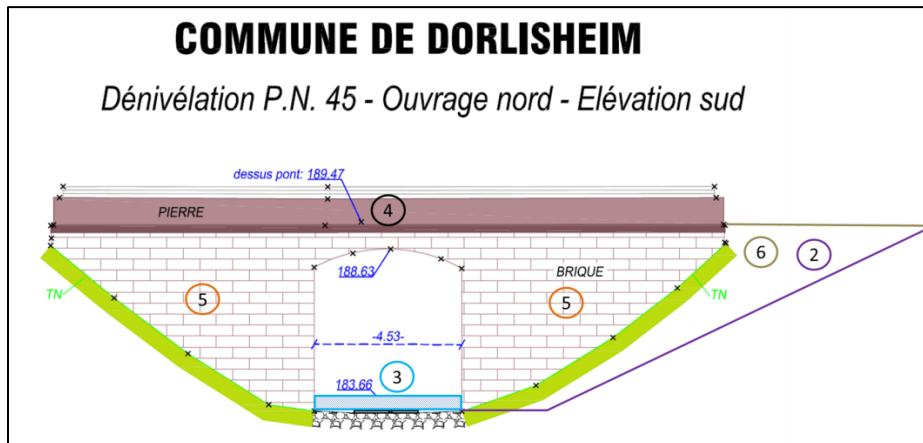 COMMUNE DE DORLISHEIM
Dénivélation P.N. 45 - Ouvrage nord - Elévation sud
dessus pont: 189.47
PIERRE
4
188.63
BRIQUE
6
2
TN
5
5
TN
-4.53-
183.66
3